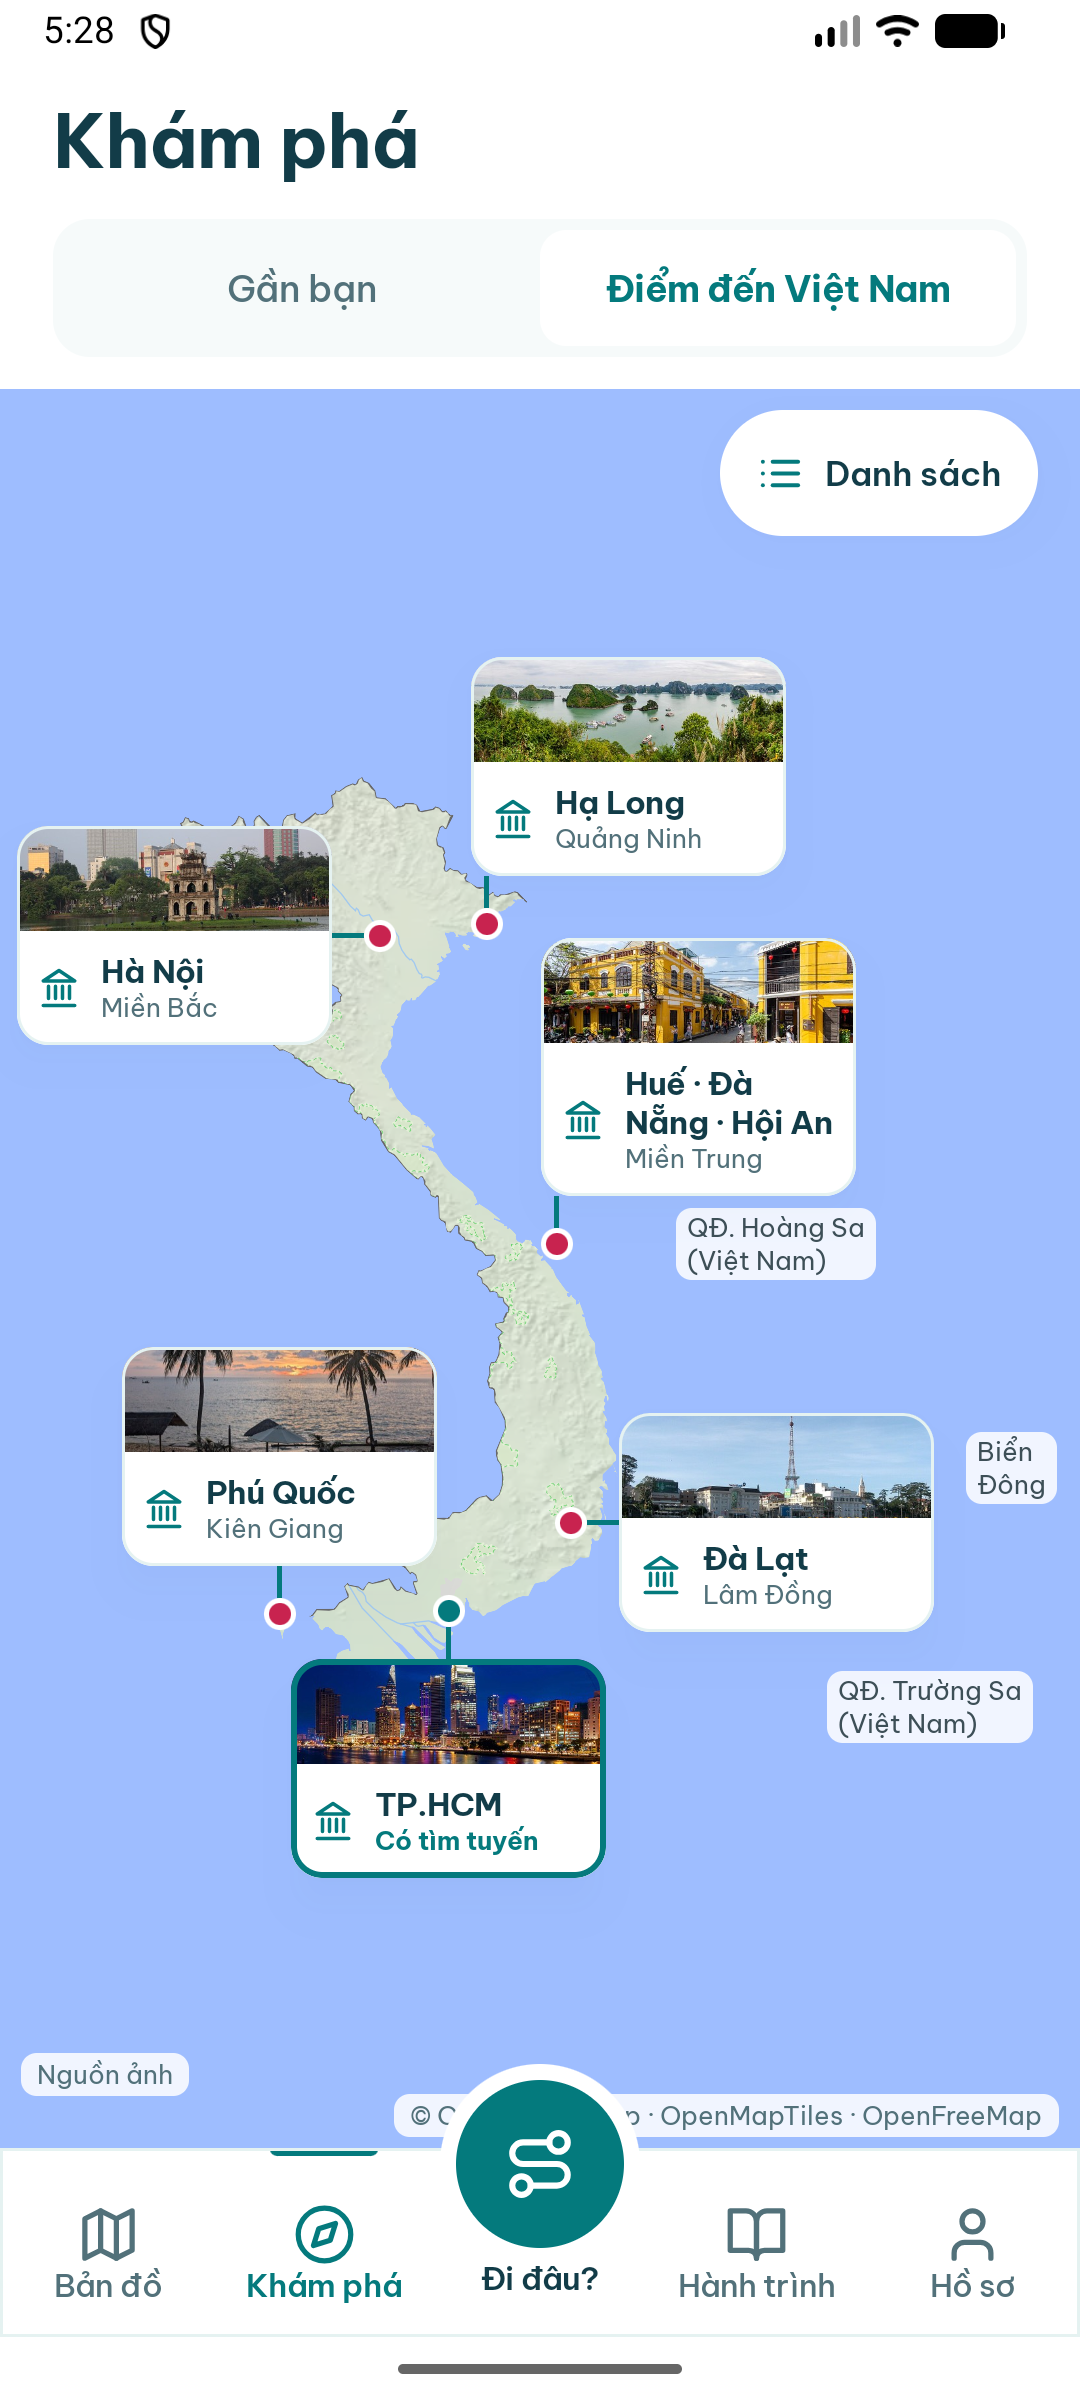 5:28
Khám phá
Gần bạn
Điểm đến Việt Nam
Danh sách
Hạ Long
Quảng Ninh
Hà Nội
Miền Bắc
Huế · Đà
Nẵng · Hội An
Miền Trung
QĐ. Hoàng Sa
(Việt Nam)
Phú Quốc
Kiên Giang
Biển
Đông
Đà Lạt
Lâm Đồng
QĐ. Trường Sa
(Việt Nam)
TP.HCM
Có tìm tuyến
Nguồn ảnh
© · OpenMapTiles · OpenFreeMap
Bản đồ
Khám phá
Đi đâu?
Hành trình
Hồ sơ